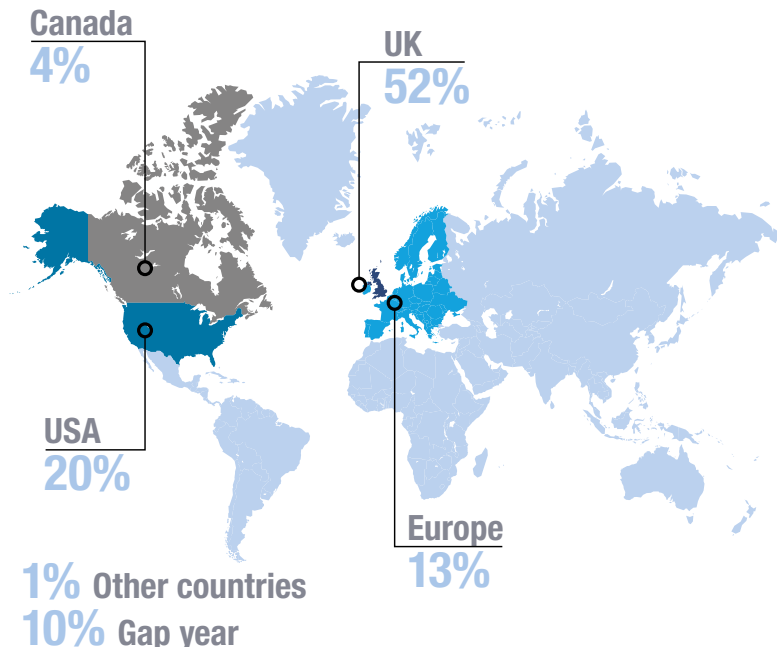 Canada
4%
UK
52%
USA
20%
Europe
13%
1% Other countries
10% Gap year